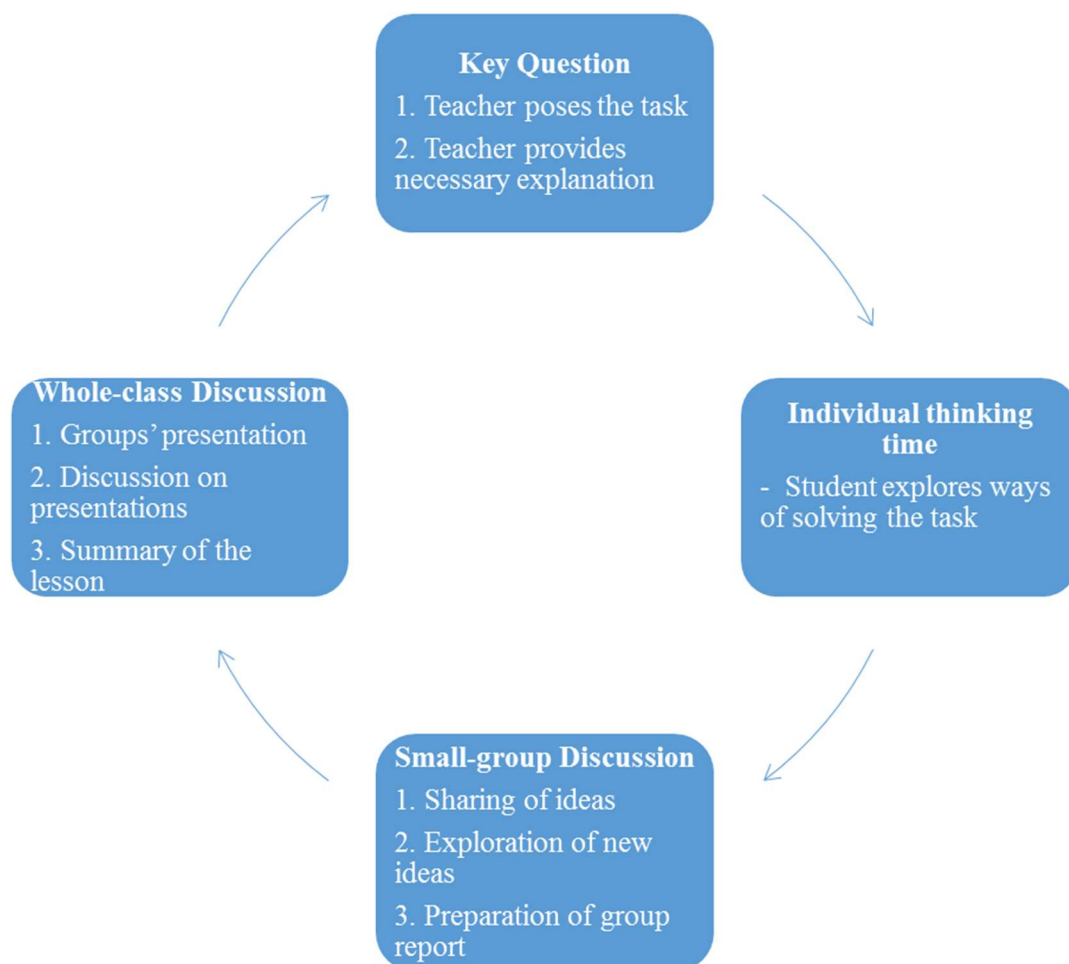 Key Question
1. Teacher poses the task
2. Teacher provides
necessary explanation
Individual thinking
time
- Student explores ways
of solving the task
Small-group Discussion
1. Sharing of ideas
2. Exploration of new
ideas
3. Preparation of group
report
Whole-class Discussion
1. Groups’ presentation
2. Discussion on
presentations
3. Summary of the
lesson